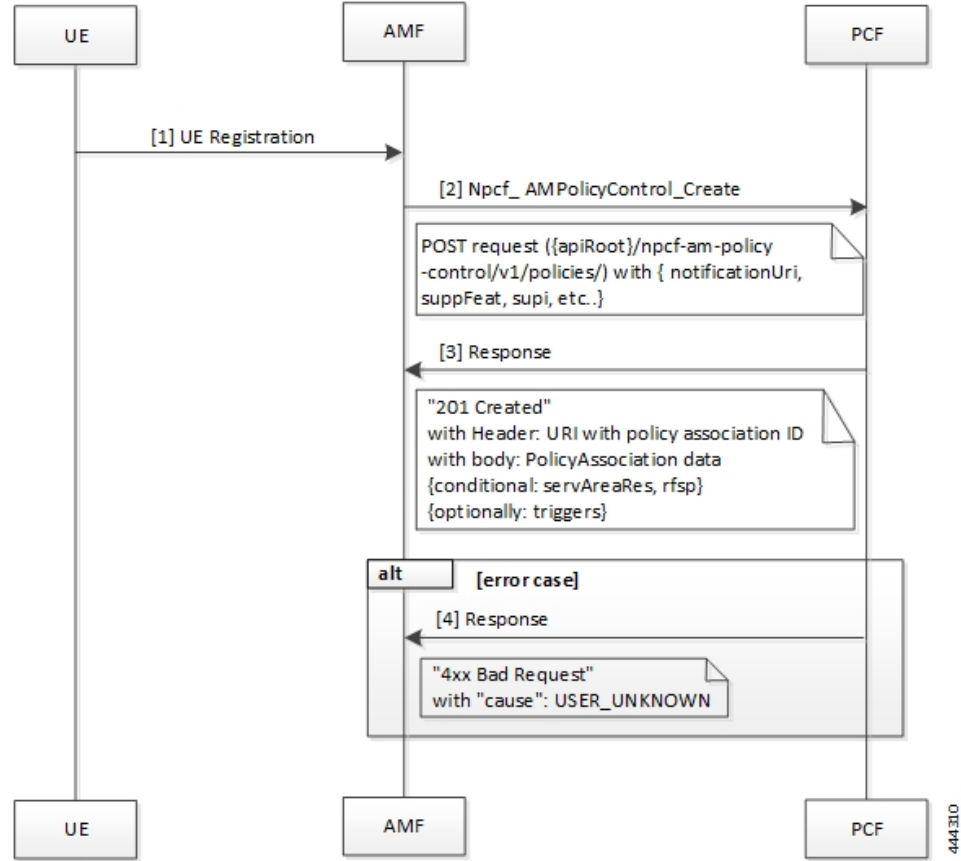 UE
AMF
PCF
[1] UE Registration
[2] Npcf_ AMPolicyControl_Create
POST request ({apiRoot}/npcf-am-policy
-control/v1/policies/) with { notificationUri,
suppFeat, supi, etc..}
[3] Response
"201 Created"
with Header: URI with policy association ID
with body: PolicyAssociation data
{conditional: servAreaRes, rfsp}
{optionally: triggers}
alt
[error case]
[4] Response
"4xx Bad Request"
with "cause": USER_UNKNOWN
UE
AMF
PCF
444310